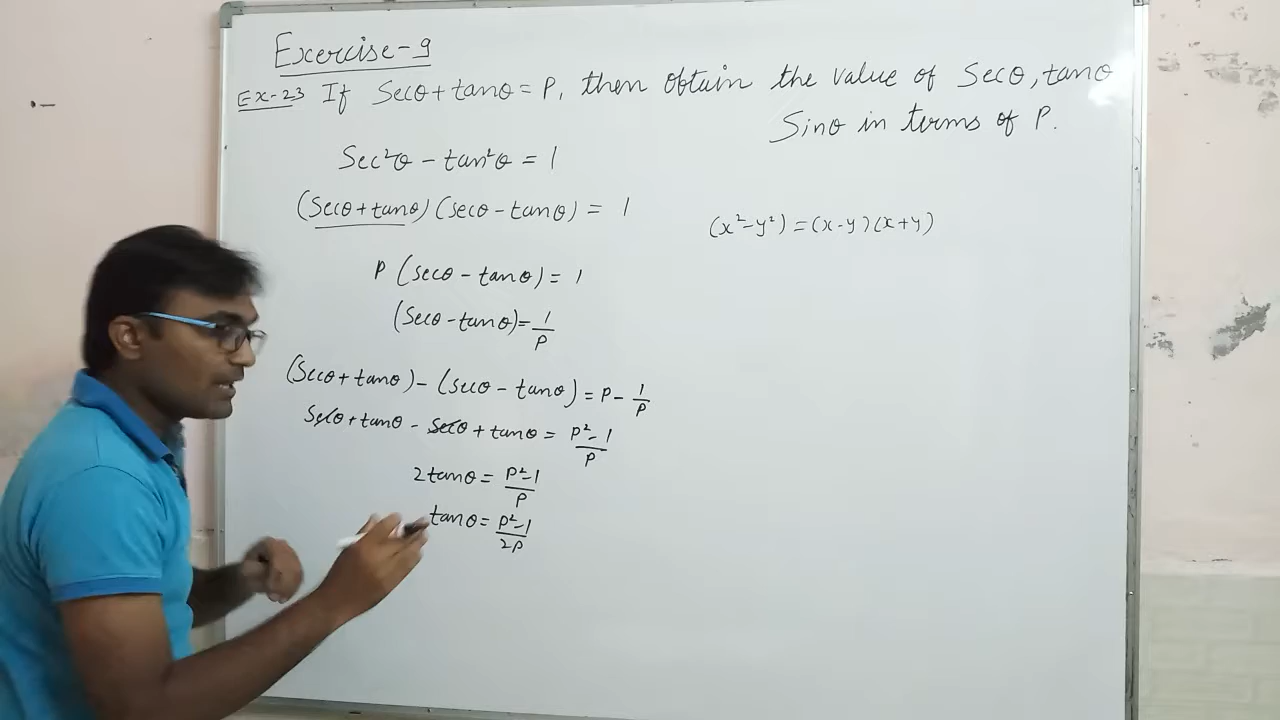 Exercise-9
Ex-23 If Secθ + tanθ = P, then obtain the value of Secθ, tanθ
Sinθ in terms of P.
Sec²θ - tan²θ = 1
(Secθ + tanθ) (secθ - tanθ) = 1
(x² - y²) = (x - y) (x + y)
P (secθ - tanθ) = 1
(Secθ - tanθ) = 1/P
(Secθ + tanθ) - (secθ - tanθ) = P - 1/P
Secθ + tanθ - secθ + tanθ = P² - 1/P
2 tanθ = P² - 1/P
tanθ = P² - 1/2P